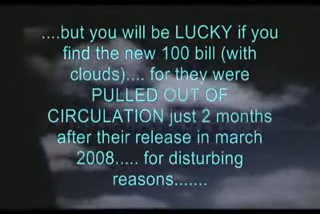 ....but you will be LUCKY if you
find the new 100 bill (with
clouds).... for they were
PULLED OUT OF
CIRCULATION just 2 months
after their release in march
2008..... for disturbing
reasons.......